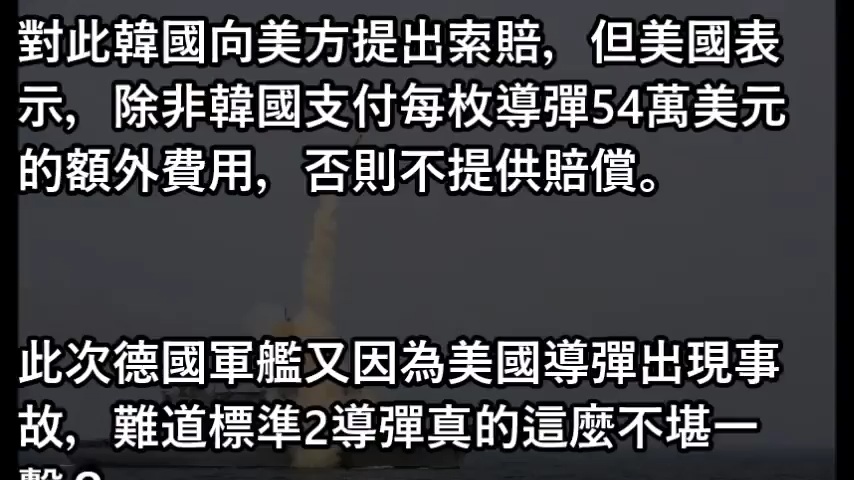 對此韓國向美方提出索賠，但美國表
示，除非韓國支付每枚導彈54萬美元
的額外費用，否則不提供賠償。
此次德國軍艦又因為美國導彈出現事
故，難道標準2導彈真的這麼不堪一